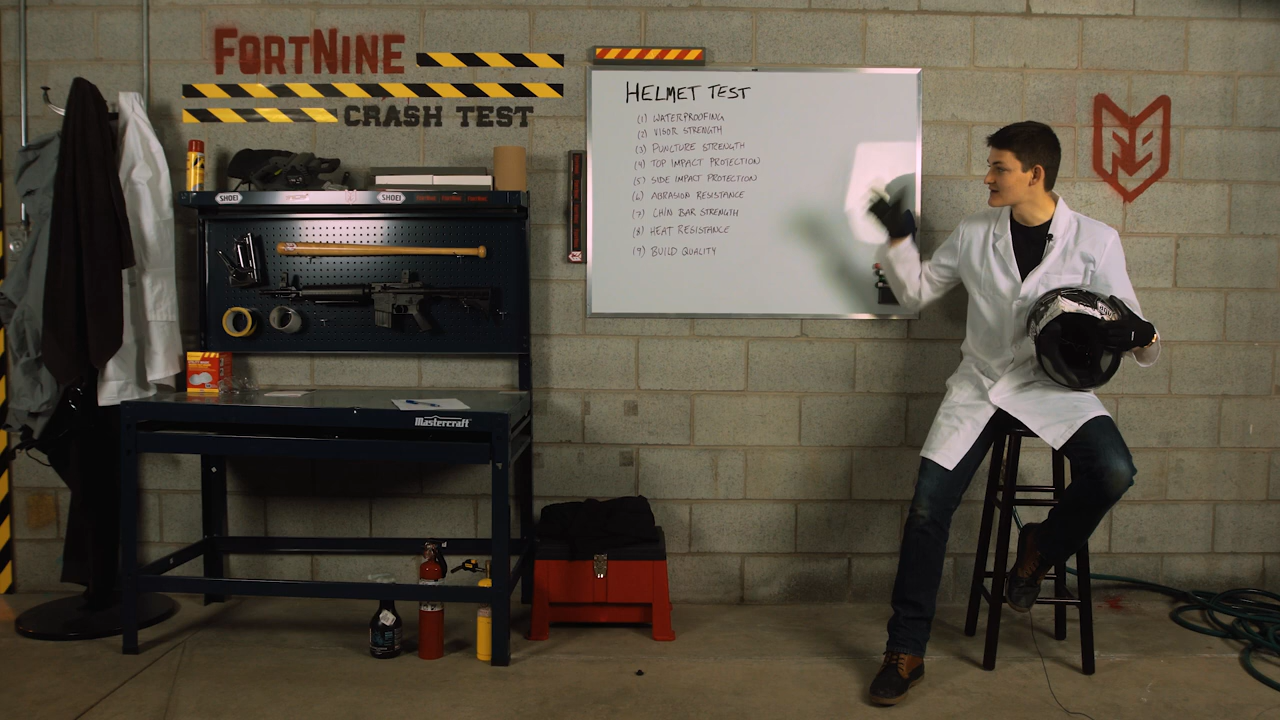 FORTNINE
CRASH TEST
HELMET TEST
(1) WATERPROOFING
(2) VISOR STRENGTH
(3) PUNCTURE STRENGTH
(4) TOP IMPACT PROTECTION
(5) SIDE IMPACT PROTECTION
(6) ABRASION RESISTANCE
(7) CHIN BAR STRENGTH
(8) HEAT RESISTANCE
(9) BUILD QUALITY
SHOEI
SHOEI
Mastercraft
F9